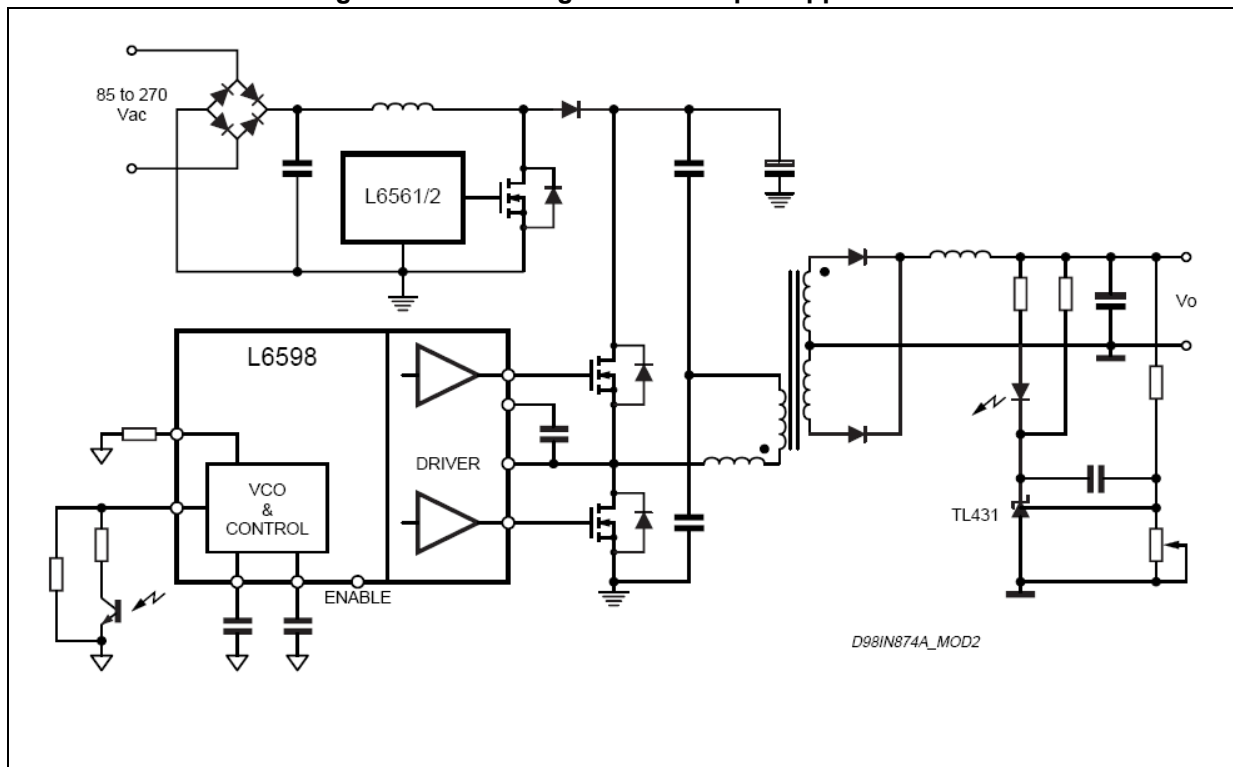 85 to 270
Vac
L6561/2
L6598
DRIVER
VCO
&
CONTROL
ENABLE
Vo
TL431
D98IN874A_MOD2